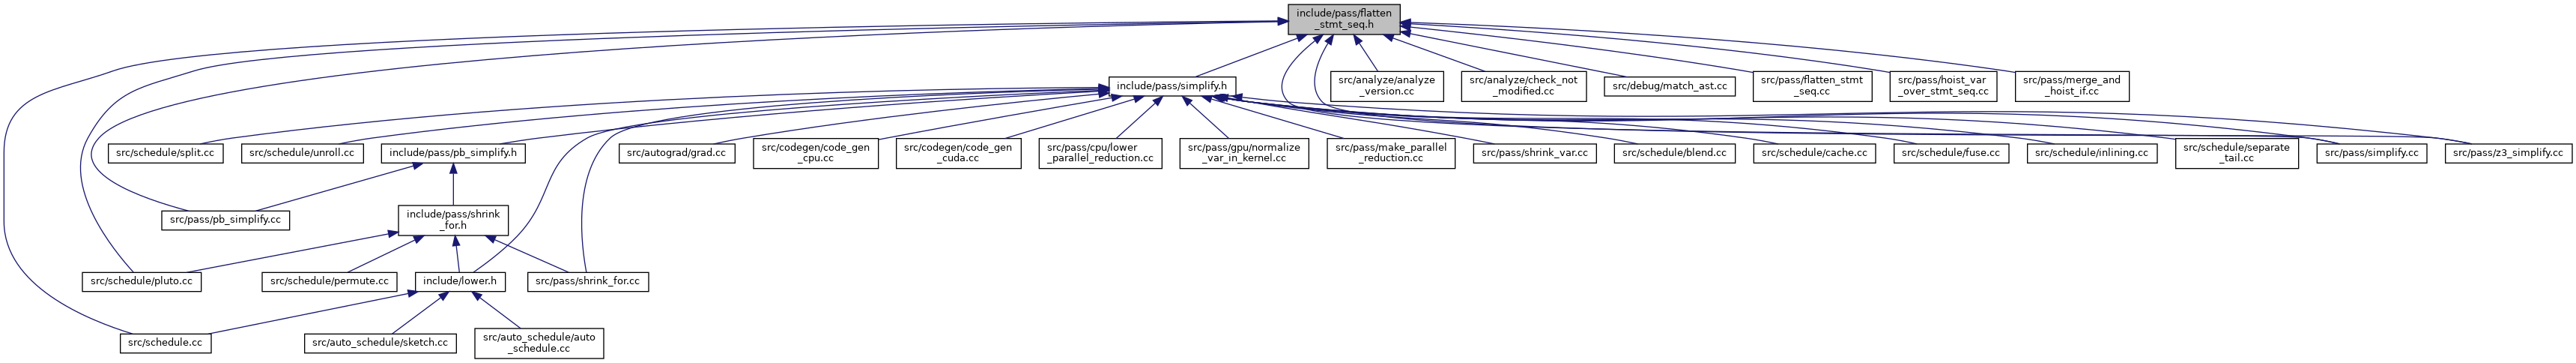 include/pass/flatten
_stmt_seq.h
include/pass/simplify.h
src/analyze/analyze
_version.cc
src/analyze/check_not
_modified.cc
src/debug/match_ast.cc
src/pass/flatten_stmt
_seq.cc
src/pass/hoist_var
_over_stmt_seq.cc
src/pass/merge_and
_hoist_if.cc
src/schedule/split.cc
src/schedule/unroll.cc
include/pass/pb_simplify.h
src/autograd/grad.cc
src/codegen/code_gen
_cpu.cc
src/codegen/code_gen
_cuda.cc
src/pass/cpu/lower
_parallel_reduction.cc
src/pass/gpu/normalize
_var_in_kernel.cc
src/pass/make_parallel
_reduction.cc
src/pass/shrink_var.cc
src/schedule/blend.cc
src/schedule/cache.cc
src/schedule/fuse.cc
src/schedule/inlining.cc
src/schedule/separate
_tail.cc
src/pass/simplify.cc
src/pass/z3_simplify.cc
src/pass/pb_simplify.cc
include/pass/shrink
_for.h
src/schedule/pluto.cc
src/schedule/permute.cc
include/lower.h
src/pass/shrink_for.cc
src/schedule.cc
src/auto_schedule/sketch.cc
src/auto_schedule/auto
_schedule.cc